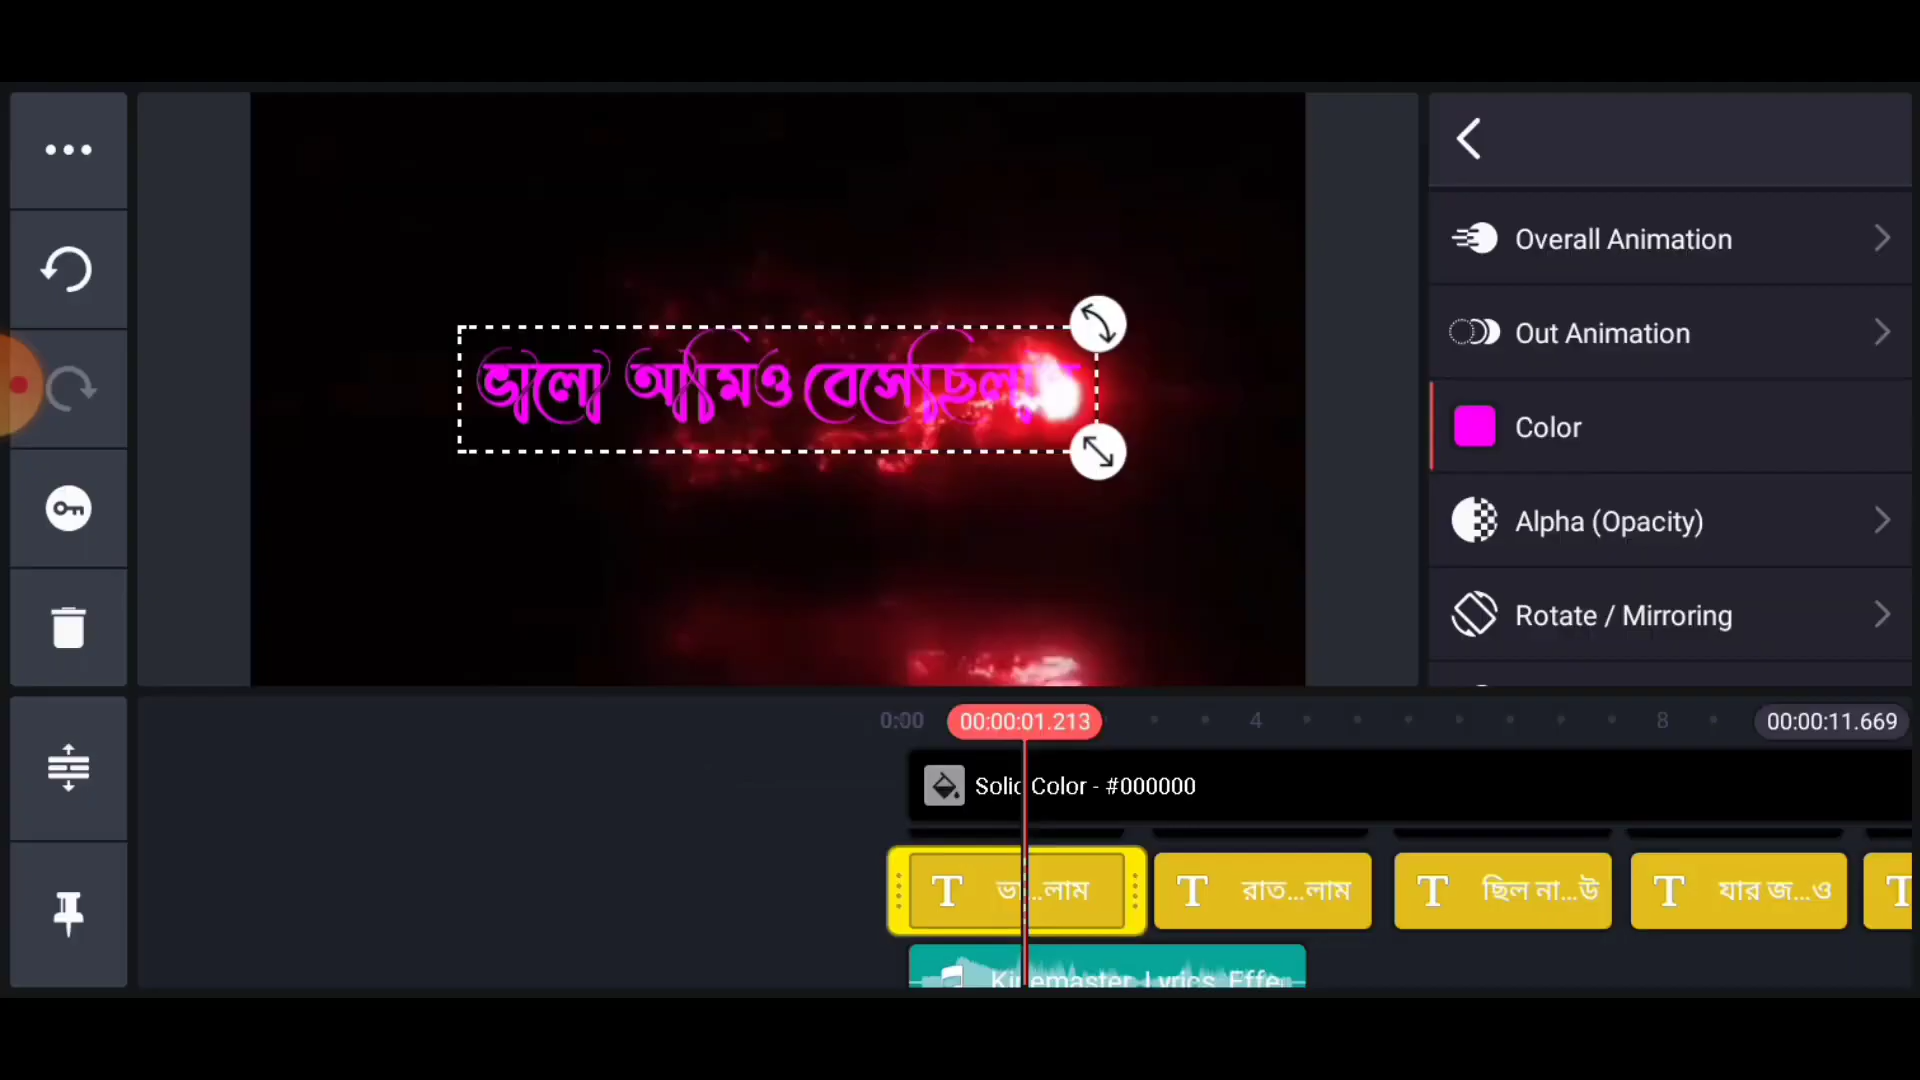 Overall Animation
ভালো আমিও বেসেছিলাম
Out Animation
Color
Alpha (Opacity)
Rotate / Mirroring
0:00
00:00:01.213
4
8
00:00:11.669
Solid Color - #000000
T ভা...লাম
T রাত...লাম
T ছিল না...উ
T যার জ...ও
T
Kinemaster Lyrics Effe